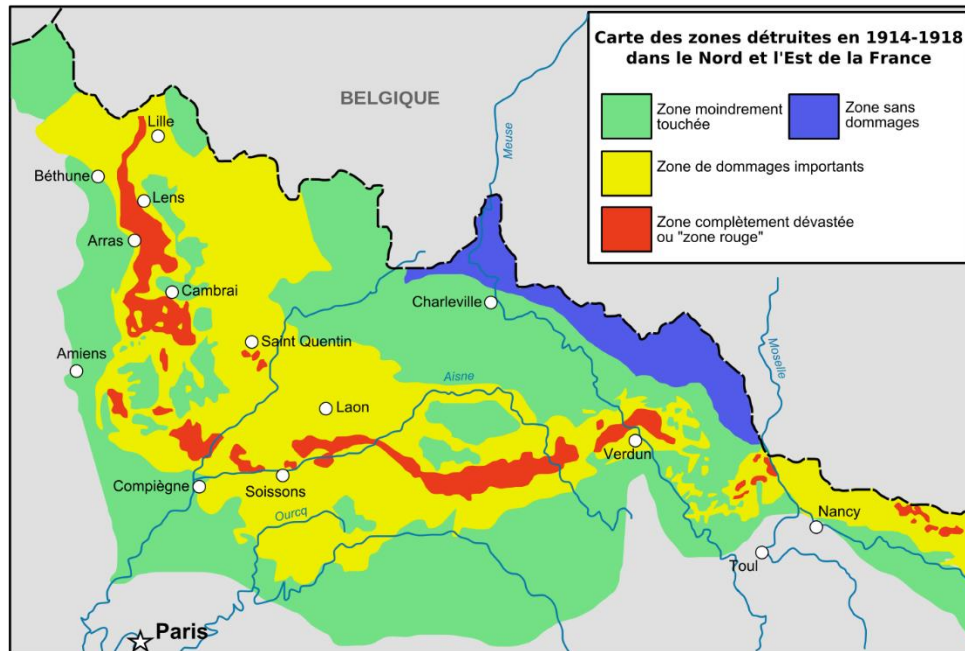 Carte des zones détruites en 1914-1918
dans le Nord et l'Est de la France
Zone moindrement
touchée
Zone sans
dommages
Zone de dommages importants
Zone complètement dévastée
ou "zone rouge"
BELGIQUE
Meuse
Lille
Béthune
Lens
Arras
Cambrai
Charleville
Saint Quentin
Moselle
Amiens
Aisne
Laon
Verdun
Compiègne
Soissons
Ourcq
Nancy
Toul
Paris